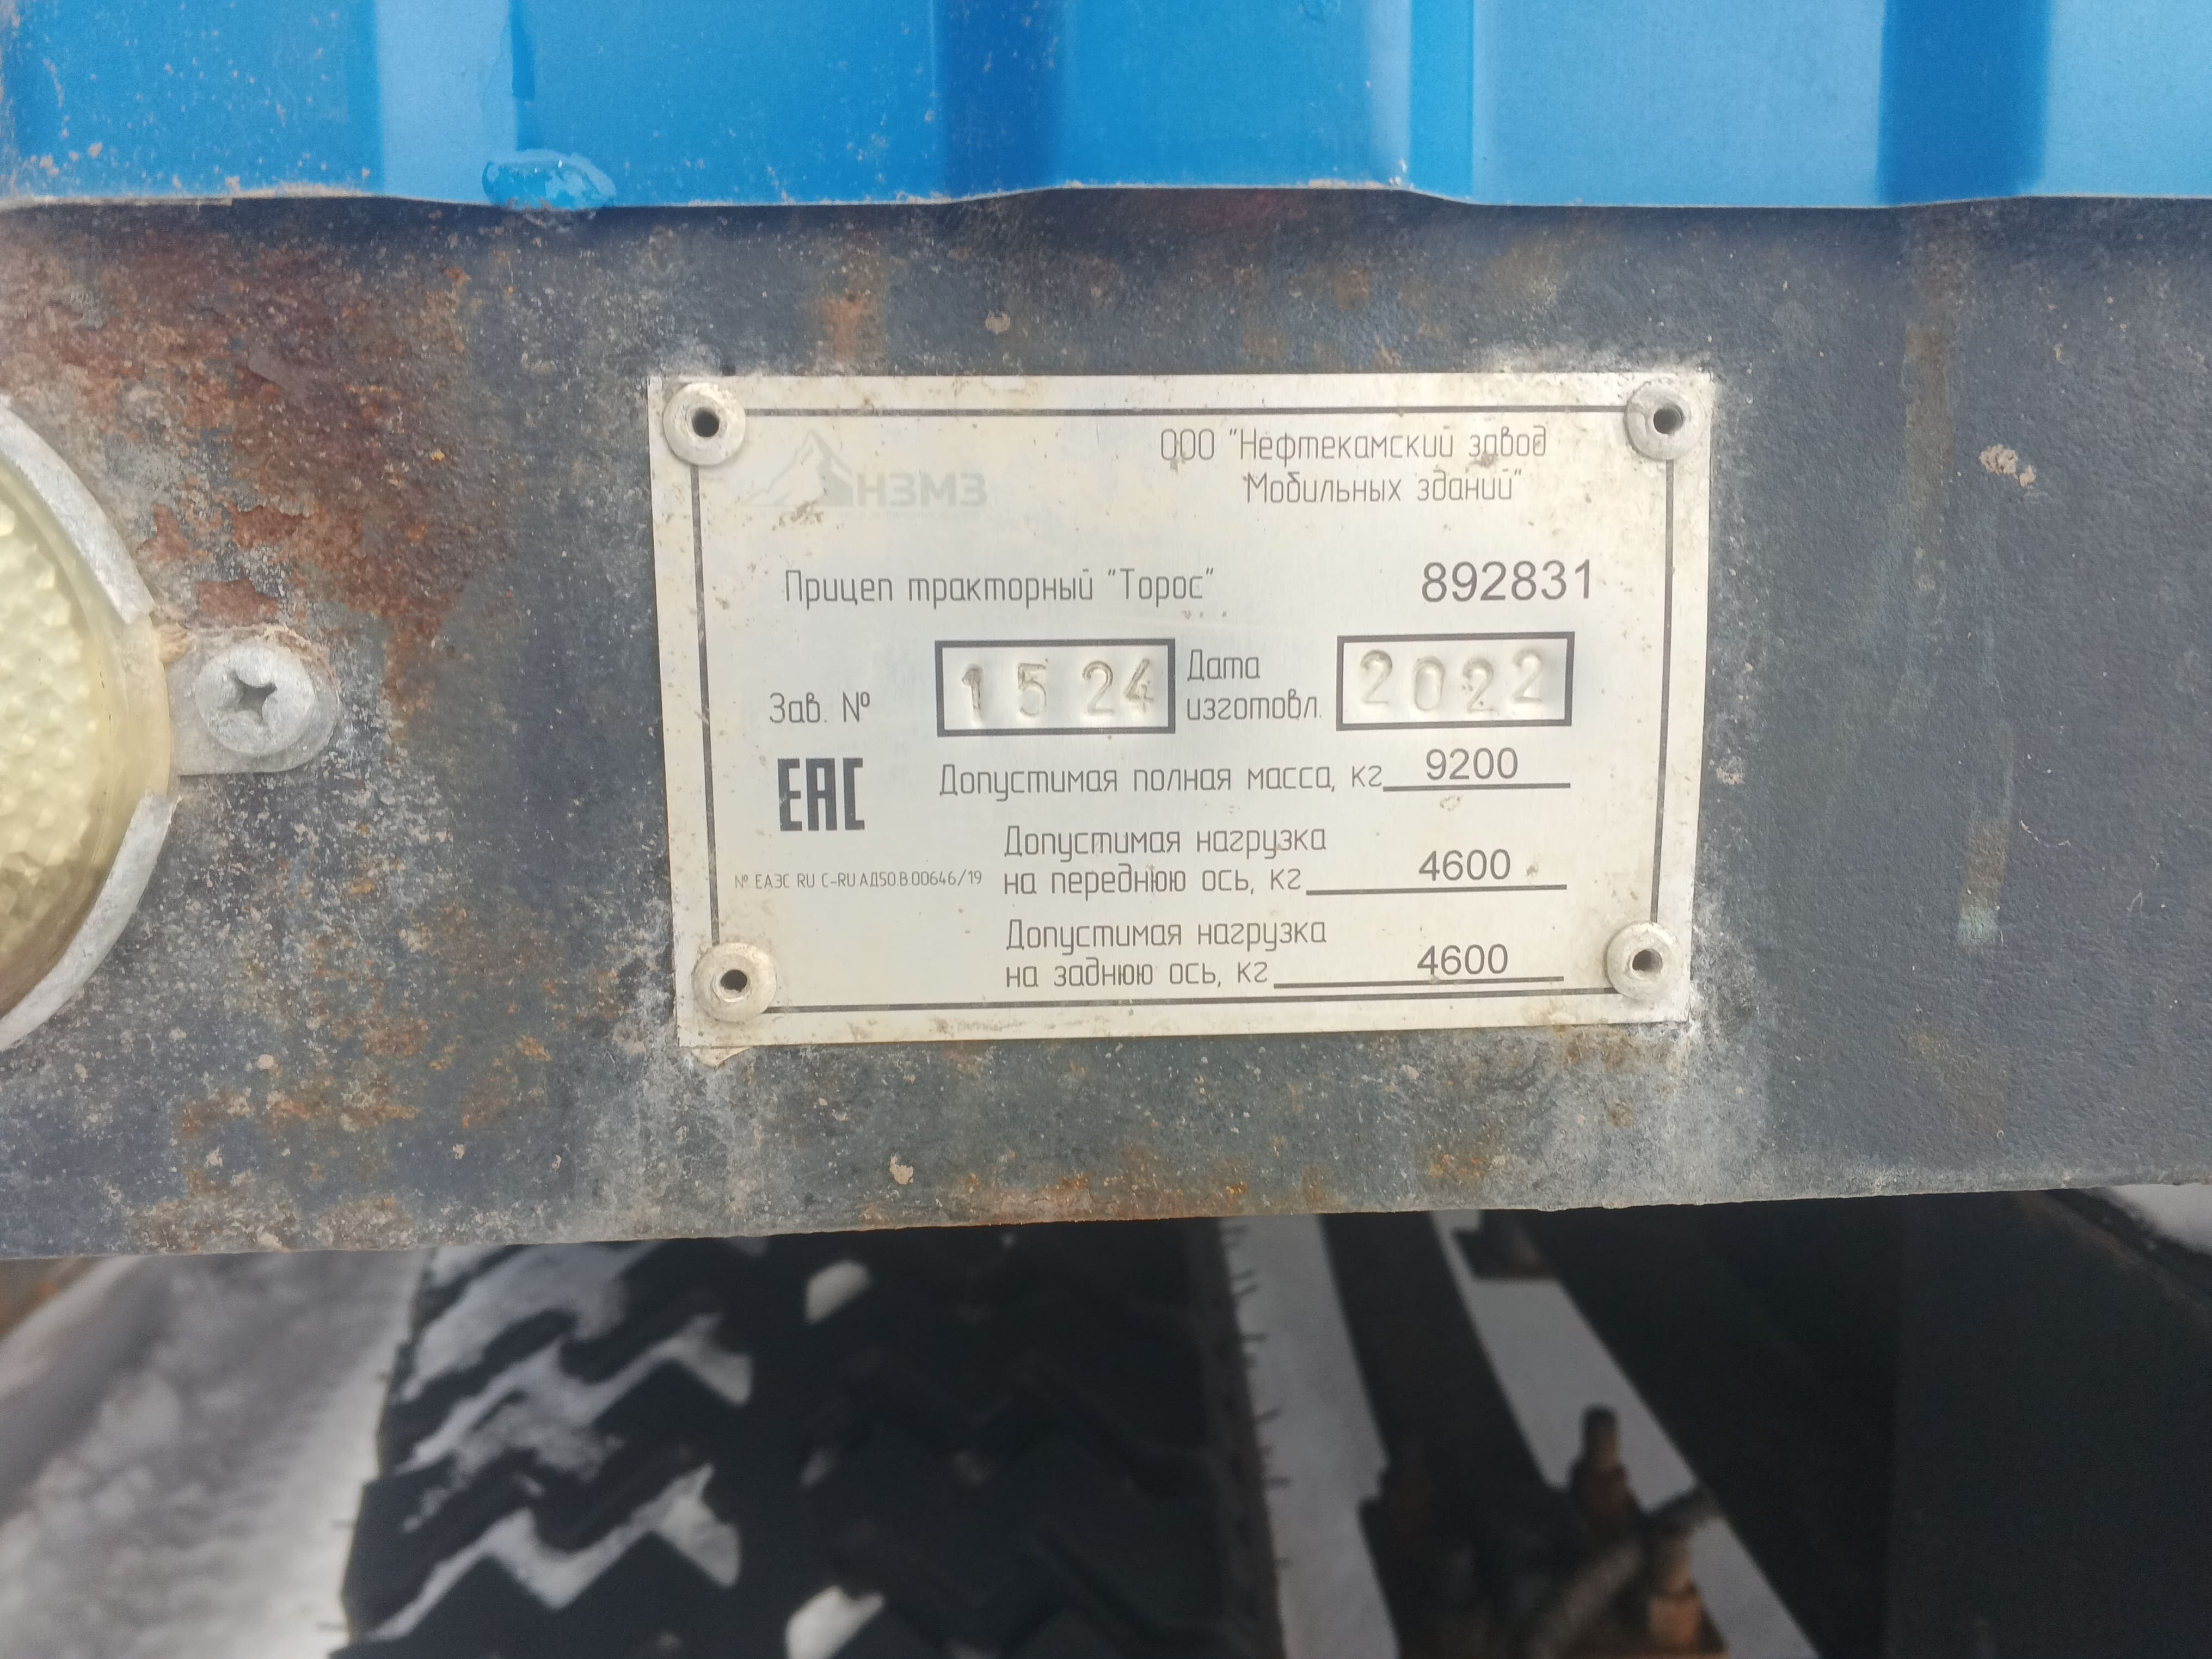 ООО "Нефтекамский завод
Мобильных зданий"
НЗМЗ
Прицеп тракторный "Торос" 892831
Зав. № 1524 Дата изготовл. 2022
ЕАС
Допустимая полная масса, кг 9200
№ ЕАЭС RU C-RU АД50 В 00646/19
Допустимая нагрузка
на переднюю ось, кг 4600
Допустимая нагрузка
на заднюю ось, кг 4600